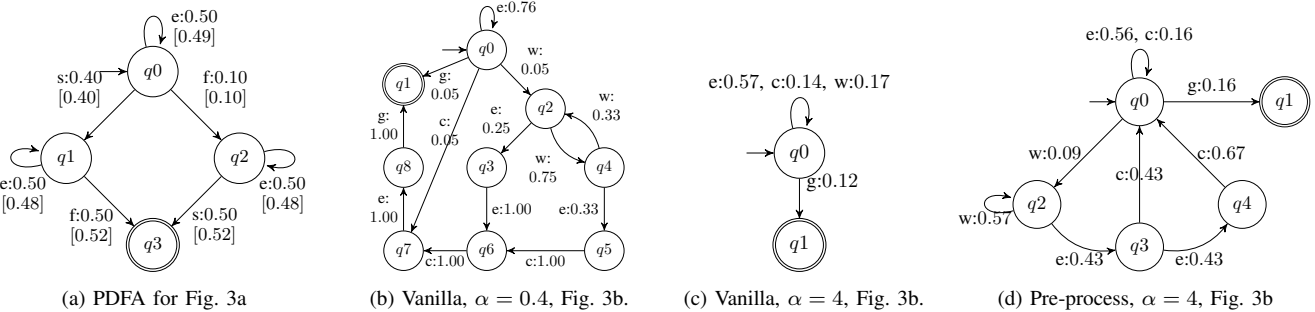 e:0.50
[0.49]
q0
s:0.40
[0.40]
f:0.10
[0.10]
q1
q2
e:0.50
[0.48]
e:0.50
[0.48]
f:0.50
[0.52]
s:0.50
[0.52]
q3
(a) PDFA for Fig. 3a
e:0.76
q0
w:
0.05
q1
g:
0.05
q2
w:
0.33
c:
0.05
e:
0.25
g:
1.00
q8
q3
w:
0.75
q4
e:
1.00
e:1.00
e:0.33
q7
q6
q5
c:1.00
c:1.00
(b) Vanilla, α = 0.4, Fig. 3b.
e:0.57, c:0.14, w:0.17
q0
g:0.12
q1
(c) Vanilla, α = 4, Fig. 3b.
e:0.56, c:0.16
q0
g:0.16
q1
w:0.09
c:0.43
c:0.67
q2
w:0.57
q3
q4
e:0.43
e:0.43
(d) Pre-process, α = 4, Fig. 3b